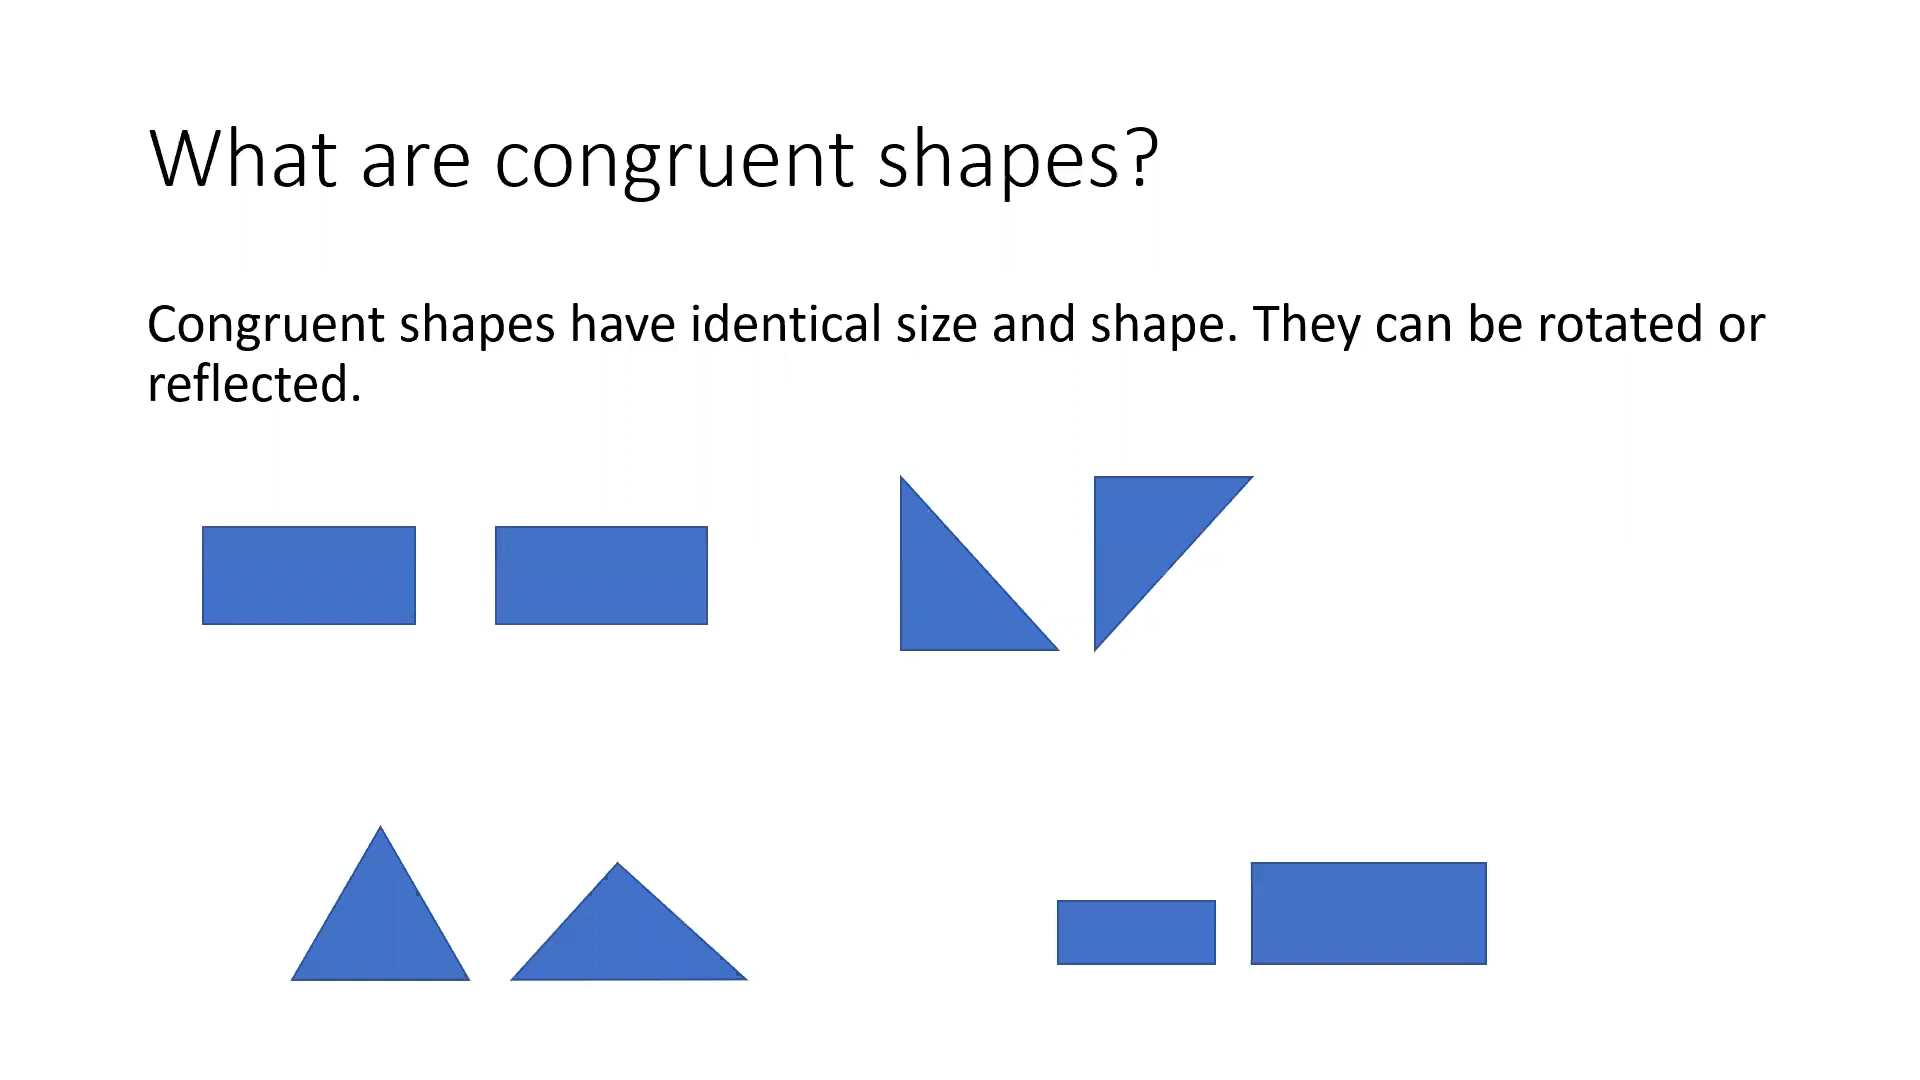 What are congruent shapes?
Congruent shapes have identical size and shape. They can be rotated or
reflected.